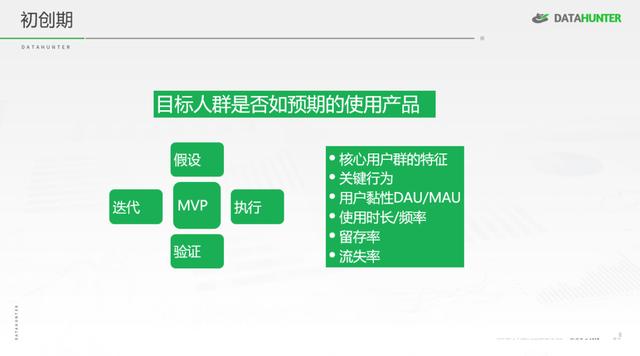 初创期
DATAHUNTER
DATAHUNTER
目标人群是否如预期的使用产品
假设
迭代
MVP
执行
验证
• 核心用户群的特征
• 关键行为
• 用户黏性DAU/MAU
• 使用时长/频率
• 留存率
• 流失率
DATAHUNTER